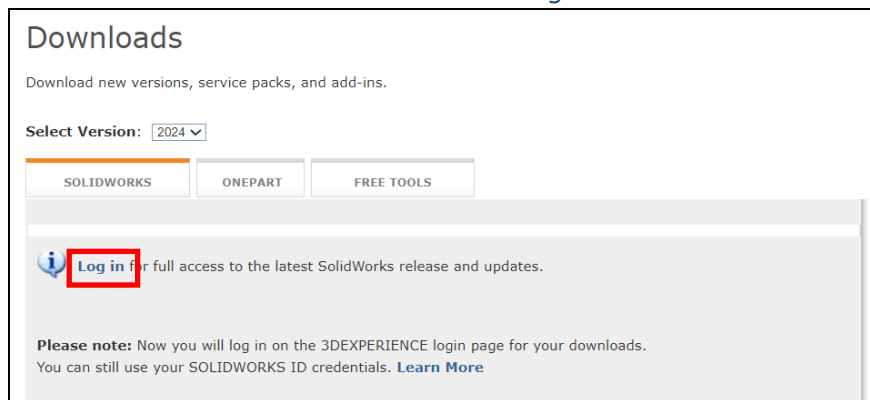 Downloads
Download new versions, service packs, and add-ins.
Select Version: 2024
SOLIDWORKS ONEPART FREE TOOLS
Log in for full access to the latest SolidWorks release and updates.
Please note: Now you will log in on the 3DEXPERIENCE login page for your downloads.
You can still use your SOLIDWORKS ID credentials. Learn More